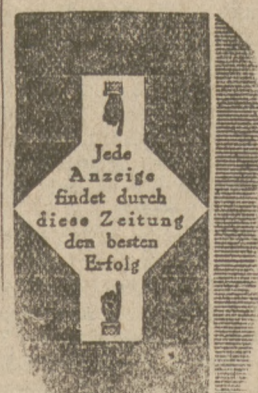 Jede
Anzeige
findet durch
diese Zeitung
den besten
Erfolg